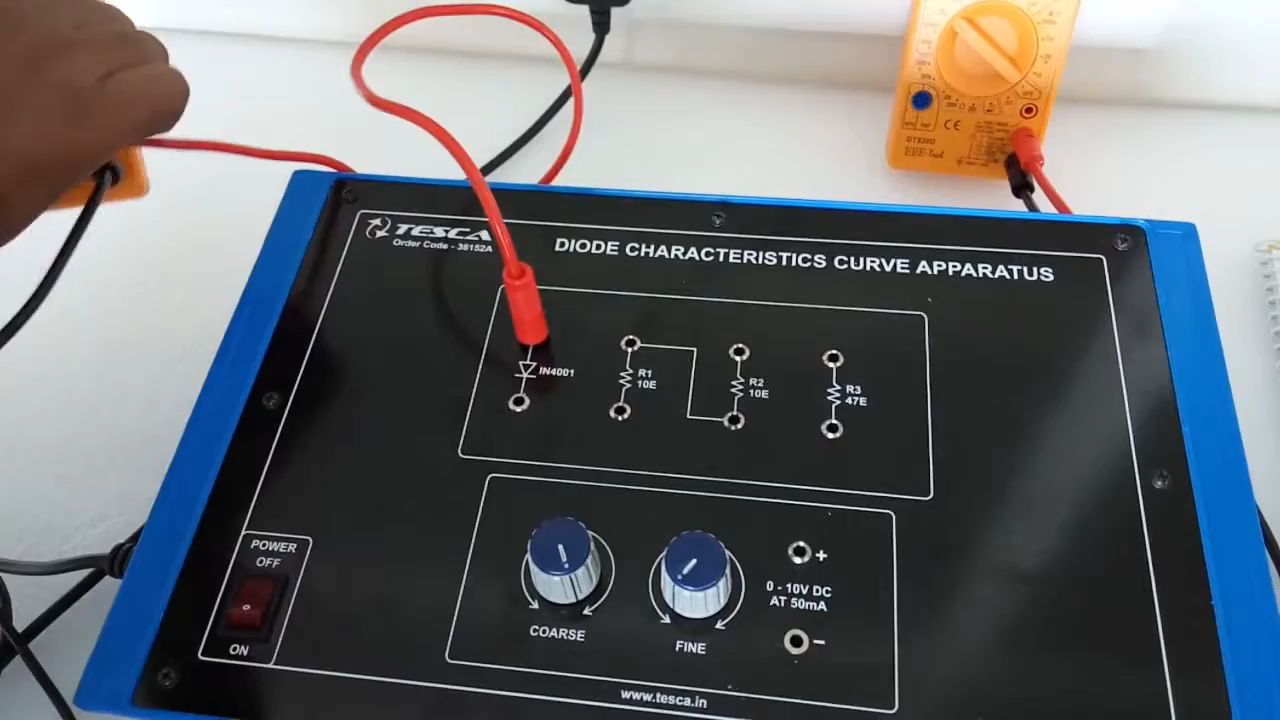 TESCA
Order Code - 36152A
DIODE CHARACTERISTICS CURVE APPARATUS
IN4001
R1
10E
R2
10E
R3
47E
POWER
OFF
ON
COARSE
FINE
+
0 - 10V DC
AT 50mA
-
www.tesca.in
CE